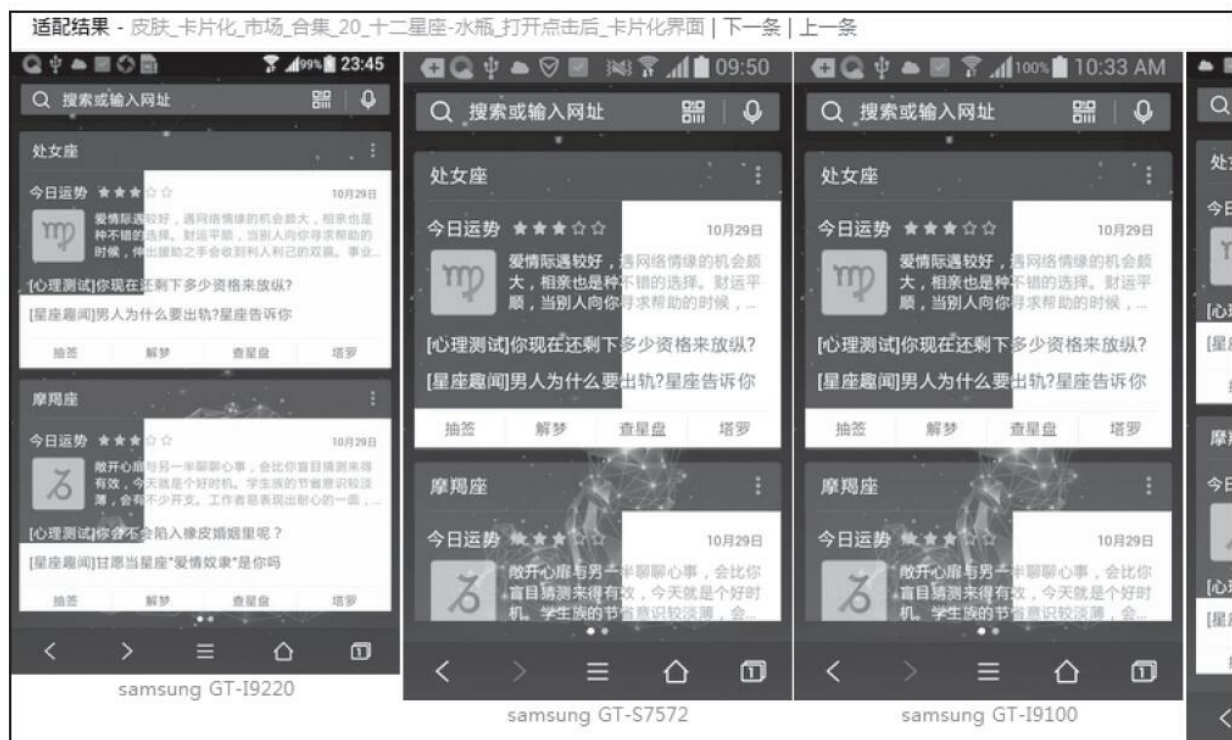 适配结果 - 皮肤_卡片化_市场_合集_20_十二星座-水瓶_打开点击后_卡片化界面 | 下一条 | 上一条
99% 23:45
搜索或输入网址
处女座
今日运势 ★★★☆☆ 10月29日
爱情际遇较好，遇网络情缘的机会颇大，相亲也是
种不错的选择。财运平顺，当别人向你寻求帮助的
时候，伸出援助之手会收到利人利己的双赢。事业...
[心理测试]你现在还剩下多少资格来放纵?
[星座趣闻]男人为什么要出轨?星座告诉你
抽签 解梦 查星盘 塔罗
摩羯座
今日运势 ★★★☆☆ 10月29日
敞开心扉与另一半聊聊心事，会比你盲目猜测来得
有效，今天就是个好时机。学生族的节省意识较淡
薄，会有不少开支。工作者易表现出耐心的一面，...
[心理测试]你会不会陷入橡皮婚姻里呢？
[星座趣闻]甘愿当星座"爱情奴隶"是你吗
抽签 解梦 查星盘 塔罗
1
samsung GT-I9220
09:50
搜索或输入网址
处女座
今日运势 ★★★☆☆ 10月29日
爱情际遇较好，遇网络情缘的机会颇
大，相亲也是种不错的选择。财运平
顺，当别人向你寻求帮助的时候，...
[心理测试]你现在还剩下多少资格来放纵?
[星座趣闻]男人为什么要出轨?星座告诉你
抽签 解梦 查星盘 塔罗
摩羯座
今日运势 ★★★☆☆ 10月29日
敞开心扉与另一半聊聊心事，会比你
盲目猜测来得有效，今天就是个好时
机。学生族的节省意识较淡薄，会...
1
samsung GT-S7572
100% 10:33 AM
搜索或输入网址
处女座
今日运势 ★★★☆☆ 10月29日
爱情际遇较好，遇网络情缘的机会颇
大，相亲也是种不错的选择。财运平
顺，当别人向你寻求帮助的时候，...
[心理测试]你现在还剩下多少资格来放纵?
[星座趣闻]男人为什么要出轨?星座告诉你
抽签 解梦 查星盘 塔罗
摩羯座
今日运势 ★★★☆☆ 10月29日
敞开心扉与另一半聊聊心事，会比你
盲目猜测来得有效，今天就是个好时
机。学生族的节省意识较淡薄，会...
1
samsung GT-I9100